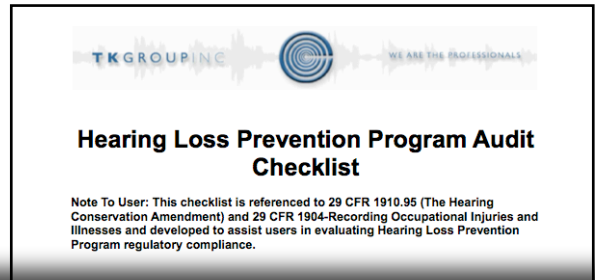 TKGROUPINC
WE ARE THE PROFESSIONALS
Hearing Loss Prevention Program Audit
Checklist
Note To User: This checklist is referenced to 29 CFR 1910.95 (The Hearing
Conservation Amendment) and 29 CFR 1904-Recording Occupational Injuries and
Illnesses and developed to assist users in evaluating Hearing Loss Prevention
Program regulatory compliance.